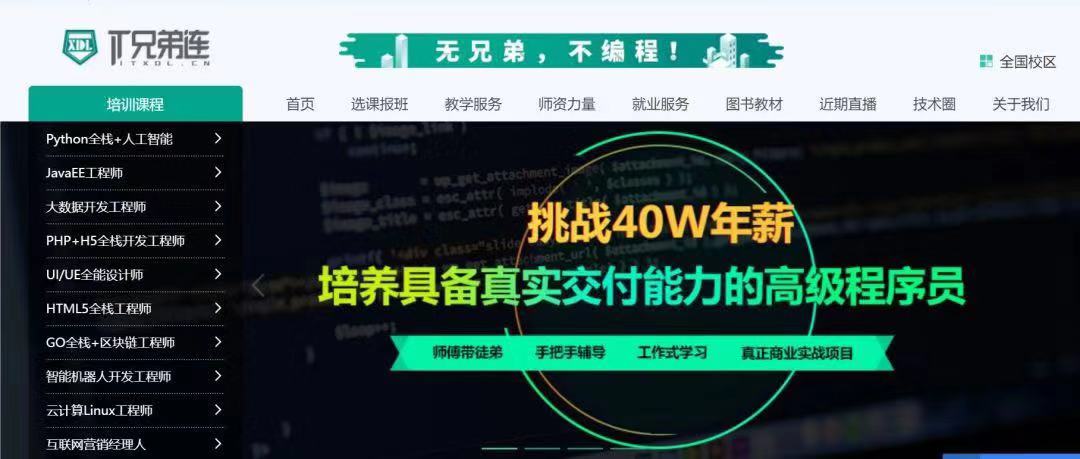 XDL IT兄弟连
ITXDL.CN
无兄弟，不编程！
全国校区
培训课程 首页 选课报班 教学服务 师资力量 就业服务 图书教材 近期直播 技术圈 关于我们
Python全栈+人工智能
JavaEE工程师
大数据开发工程师
PHP+H5全栈开发工程师
UI/UE全能设计师
HTML5全栈工程师
GO全栈+区块链工程师
智能机器人开发工程师
云计算Linux工程师
互联网营销经理人
挑战40W年薪
培养具备真实交付能力的高级程序员
师傅带徒弟 手把手辅导 工作式学习 真正商业实战项目